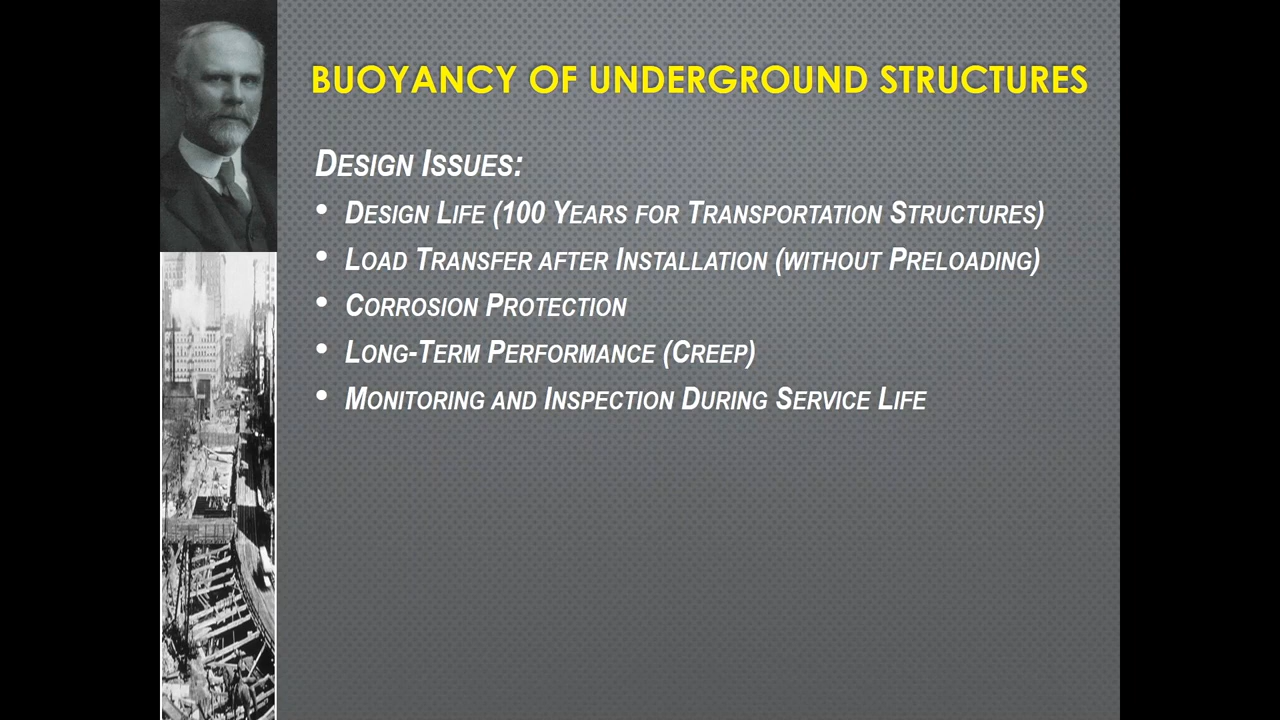 BUOYANCY OF UNDERGROUND STRUCTURES
DESIGN ISSUES:
• DESIGN LIFE (100 YEARS FOR TRANSPORTATION STRUCTURES)
• LOAD TRANSFER AFTER INSTALLATION (WITHOUT PRELOADING)
• CORROSION PROTECTION
• LONG-TERM PERFORMANCE (CREEP)
• MONITORING AND INSPECTION DURING SERVICE LIFE